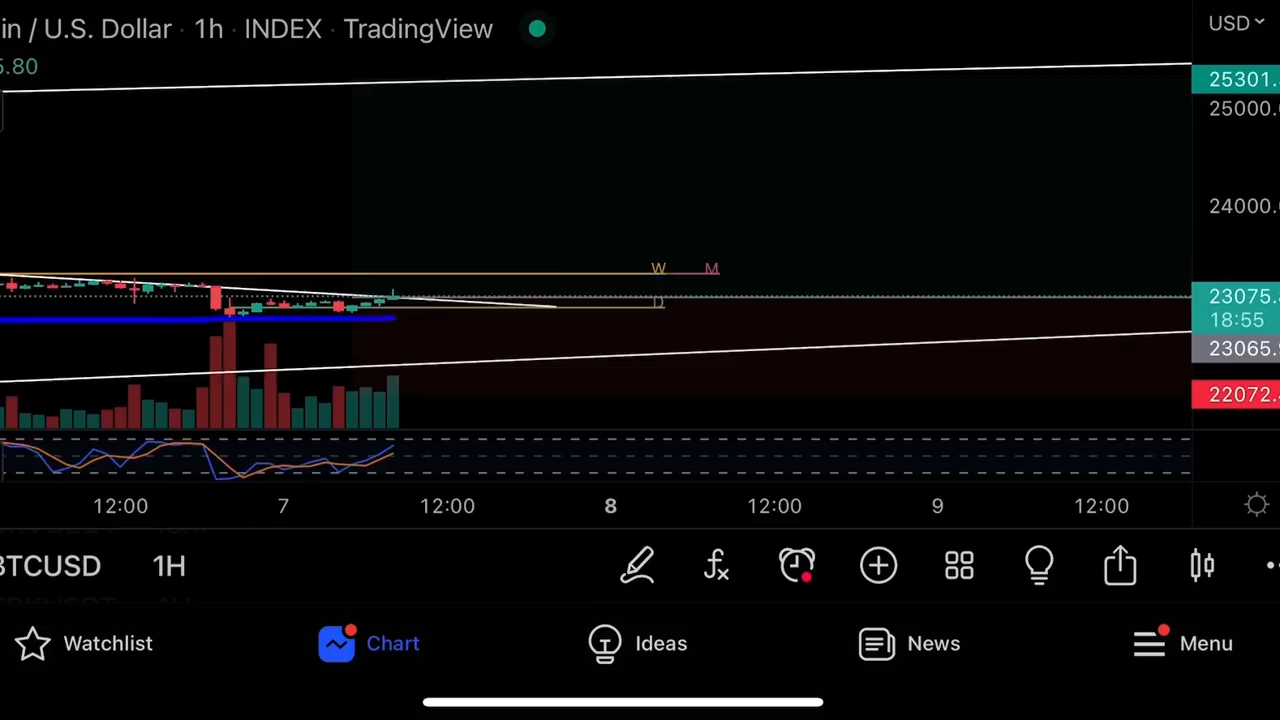 in / U.S. Dollar · 1h · INDEX · TradingView
USD
5.80
25301.
25000.
24000.
W M
D
23075.
18:55
23065.
22072.
12:00 7 12:00 8 12:00 9 12:00
BTCUSD 1H
fx
Watchlist Chart Ideas News Menu